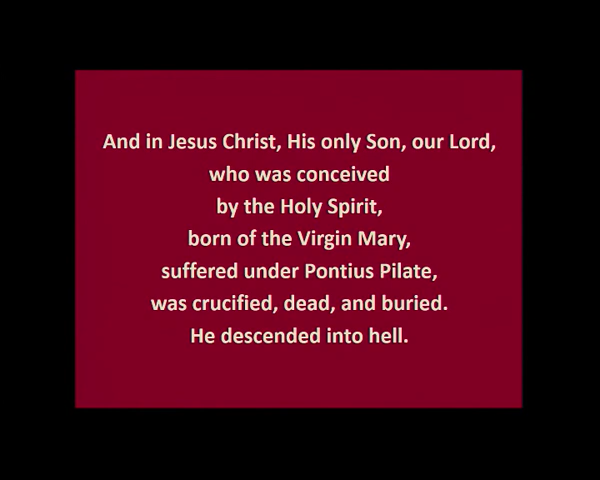 And in Jesus Christ, His only Son, our Lord,
who was conceived
by the Holy Spirit,
born of the Virgin Mary,
suffered under Pontius Pilate,
was crucified, dead, and buried.
He descended into hell.